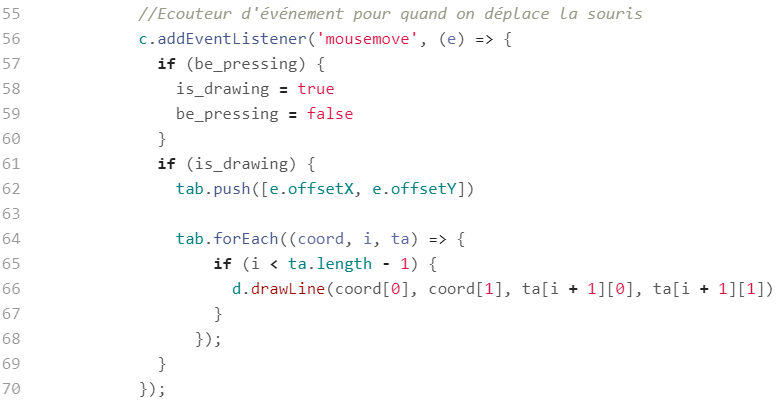 55 //Ecouteur d'événement pour quand on déplace la souris
56 c.addEventListener('mousemove', (e) => {
57 if (be_pressing) {
58 is_drawing = true
59 be_pressing = false
60 }
61 if (is_drawing) {
62 tab.push([e.offsetX, e.offsetY])
63
64 tab.forEach((coord, i, ta) => {
65 if (i < ta.length - 1) {
66 d.drawLine(coord[0], coord[1], ta[i + 1][0], ta[i + 1][1])
67 }
68 });
69 }
70 });